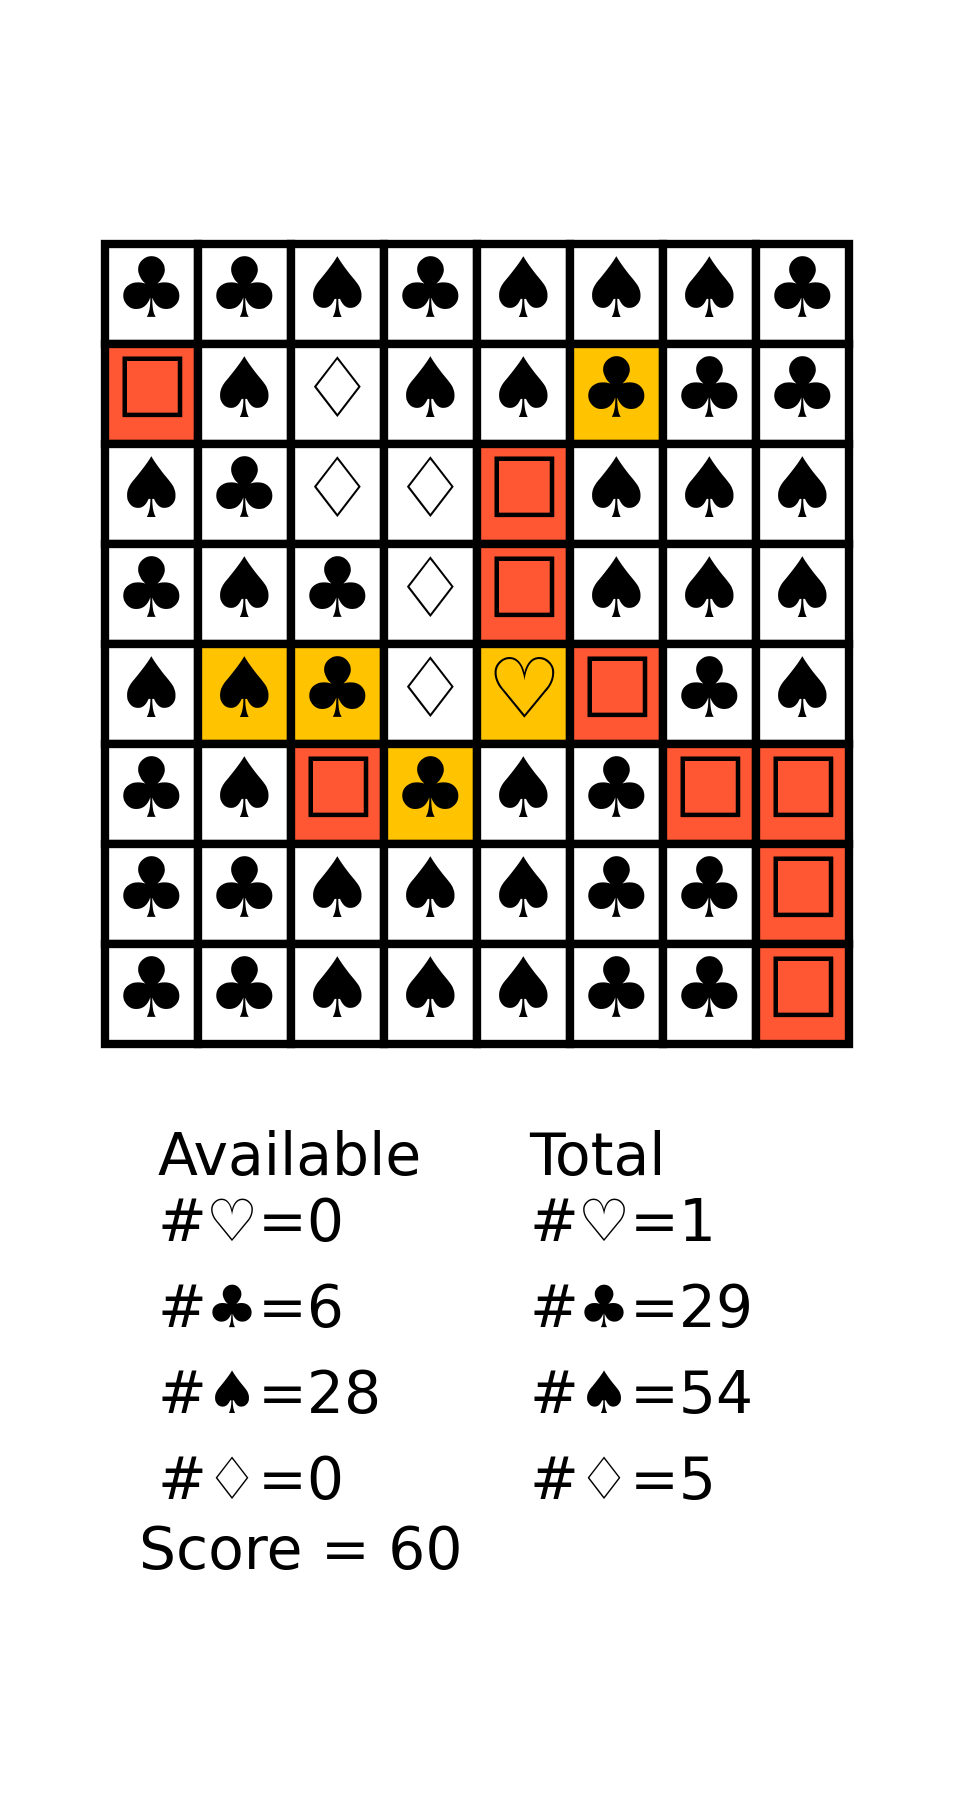 ♣ ♣ ♠ ♣ ♠ ♠ ♠ ♣
□ ♠ ♢ ♠ ♠ ♣ ♣ ♣
♠ ♣ ♢ ♢ □ ♠ ♠ ♠
♣ ♠ ♣ ♢ □ ♠ ♠ ♠
♠ ♠ ♣ ♢ ♡ □ ♣ ♠
♣ ♠ □ ♣ ♠ ♣ □ □
♣ ♣ ♠ ♠ ♠ ♣ ♣ □
♣ ♣ ♠ ♠ ♠ ♣ ♣ □
Available Total
#♡=0 #♡=1
#♣=6 #♣=29
#♠=28 #♠=54
#♢=0 #♢=5
Score = 60